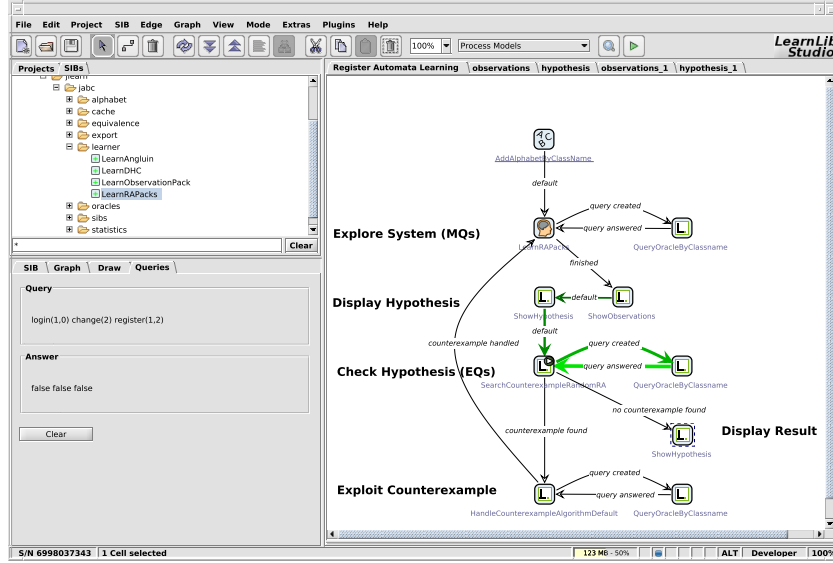 File Edit Project SIB Edge Graph View Mode Extras Plugins Help
100% Process Models
LearnLib
Studio
Projects SIBs
jlearn
jabc
alphabet
cache
equivalence
export
learner
LearnAngluin
LearnDHC
LearnObservationPack
LearnRAPacks
oracles
sibs
statistics
* Clear
SIB Graph Draw Queries
Query
login(1,0) change(2) register(1,2)
Answer
false false false
Clear
Register Automata Learning observations hypothesis observations_1 hypothesis_1
A C B
AddAlphabetByClassName
default
Explore System (MQs)
query created
query answered
LearnRAPacks
QueryOracleByClassname
finished
Display Hypothesis
L. default L.
ShowHypothesis ShowObservations
default
counterexample handled
Check Hypothesis (EQs)
query created
L. query answered L.
SearchCounterexampleRandomRA QueryOracleByClassname
no counterexample found
counterexample found
L. Display Result
ShowHypothesis
Exploit Counterexample
query created
L. query answered L.
HandleCounterexampleAlgorithmDefault QueryOracleByClassname
S/N 6998037343 1 Cell selected 123 MB - 50% ALT Developer 100%